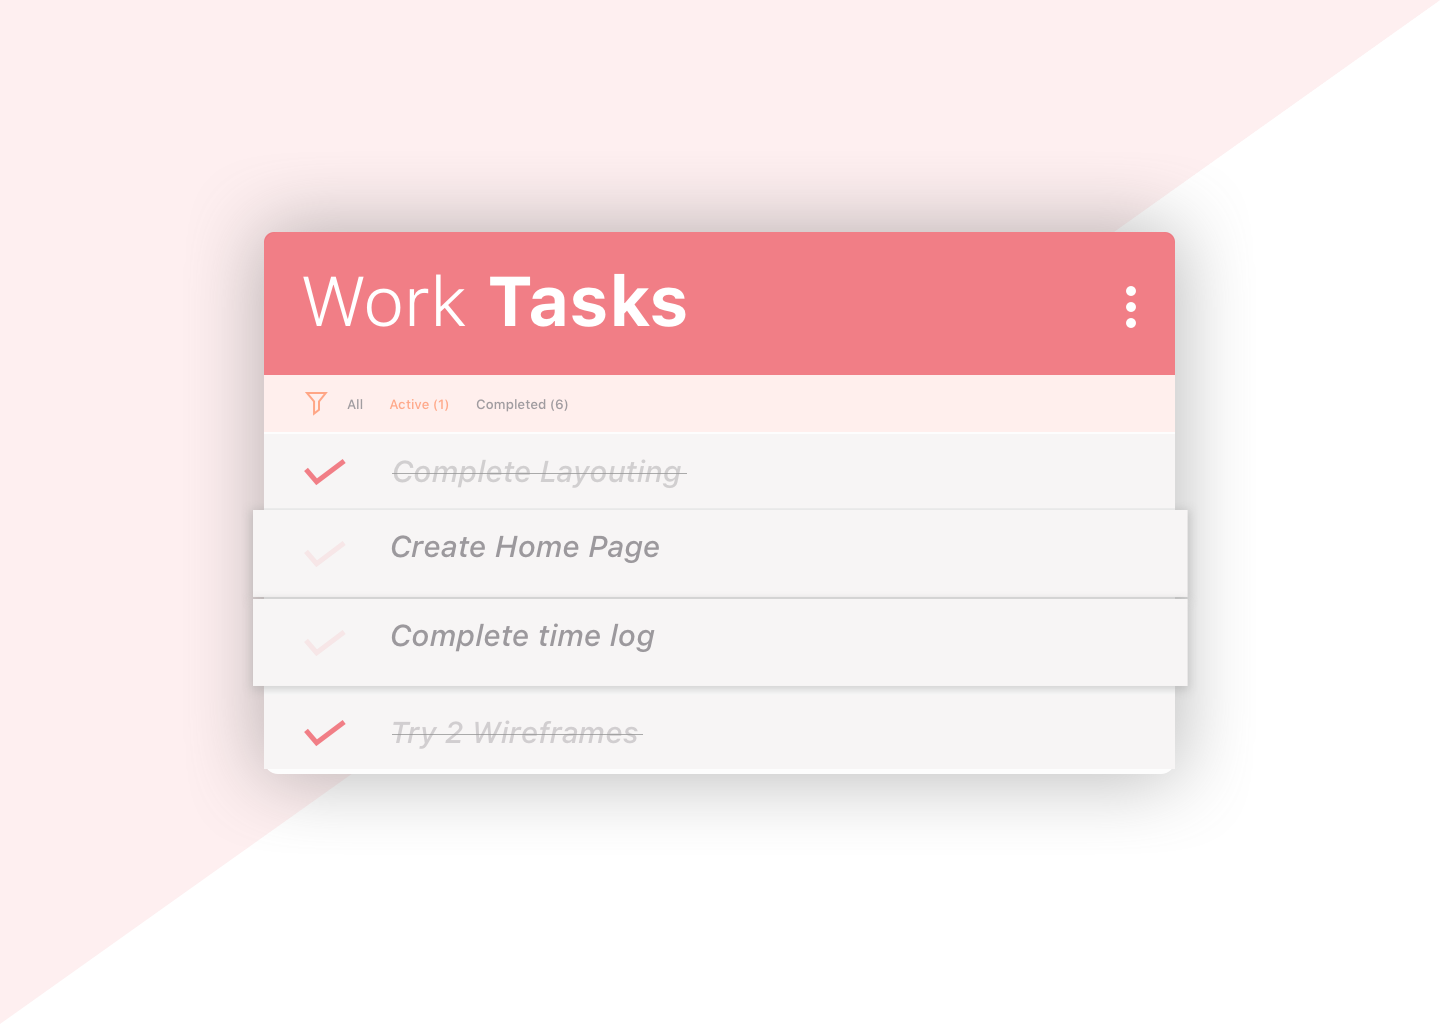 Work Tasks
All Active (1) Completed (6)
Complete Layouting
Create Home Page
Complete time log
Try 2 Wireframes